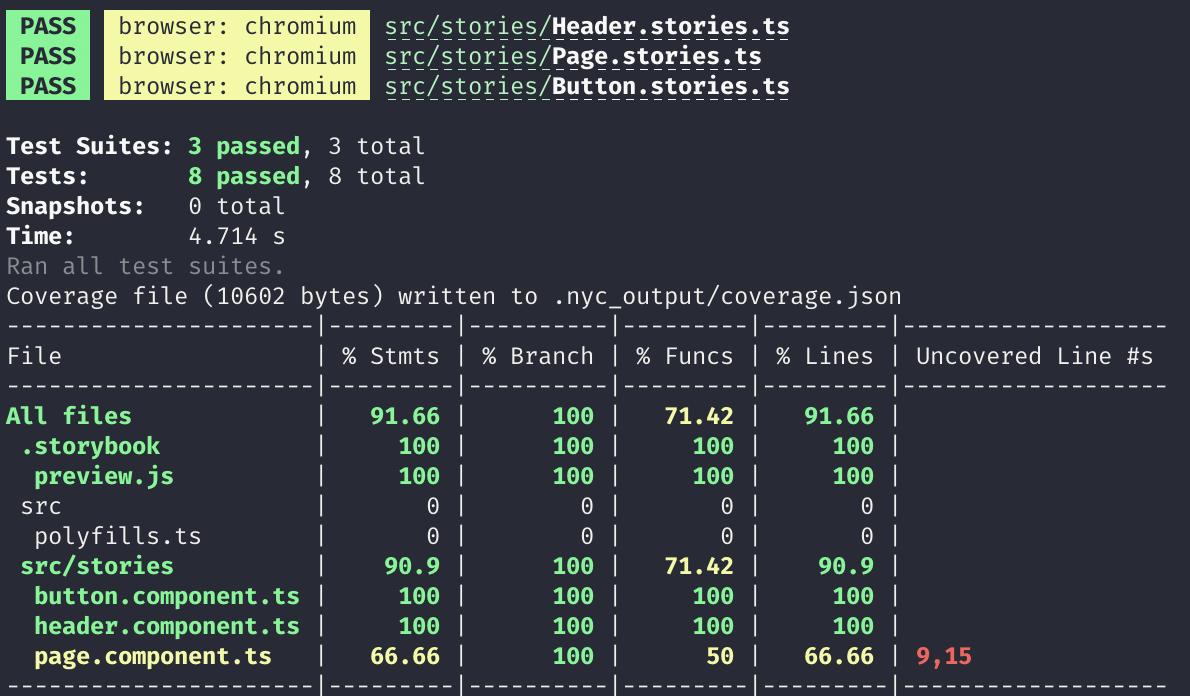 PASS  browser: chromium  src/stories/Header.stories.ts
PASS  browser: chromium  src/stories/Page.stories.ts
PASS  browser: chromium  src/stories/Button.stories.ts

Test Suites: 3 passed, 3 total
Tests:       8 passed, 8 total
Snapshots:   0 total
Time:        4.714 s
Ran all test suites.
Coverage file (10602 bytes) written to .nyc_output/coverage.json
----------------------|---------|----------|---------|---------|-------------------
File                  | % Stmts | % Branch | % Funcs | % Lines | Uncovered Line #s
----------------------|---------|----------|---------|---------|-------------------
All files             |   91.66 |      100 |   71.42 |   91.66 |
 .storybook           |     100 |      100 |     100 |     100 |
  preview.js          |     100 |      100 |     100 |     100 |
 src                  |       0 |        0 |       0 |       0 |
  polyfills.ts        |       0 |        0 |       0 |       0 |
 src/stories          |    90.9 |      100 |   71.42 |    90.9 |
  button.component.ts |     100 |      100 |     100 |     100 |
  header.component.ts |     100 |      100 |     100 |     100 |
  page.component.ts   |   66.66 |      100 |      50 |   66.66 | 9,15
----------------------|---------|----------|---------|---------|-------------------